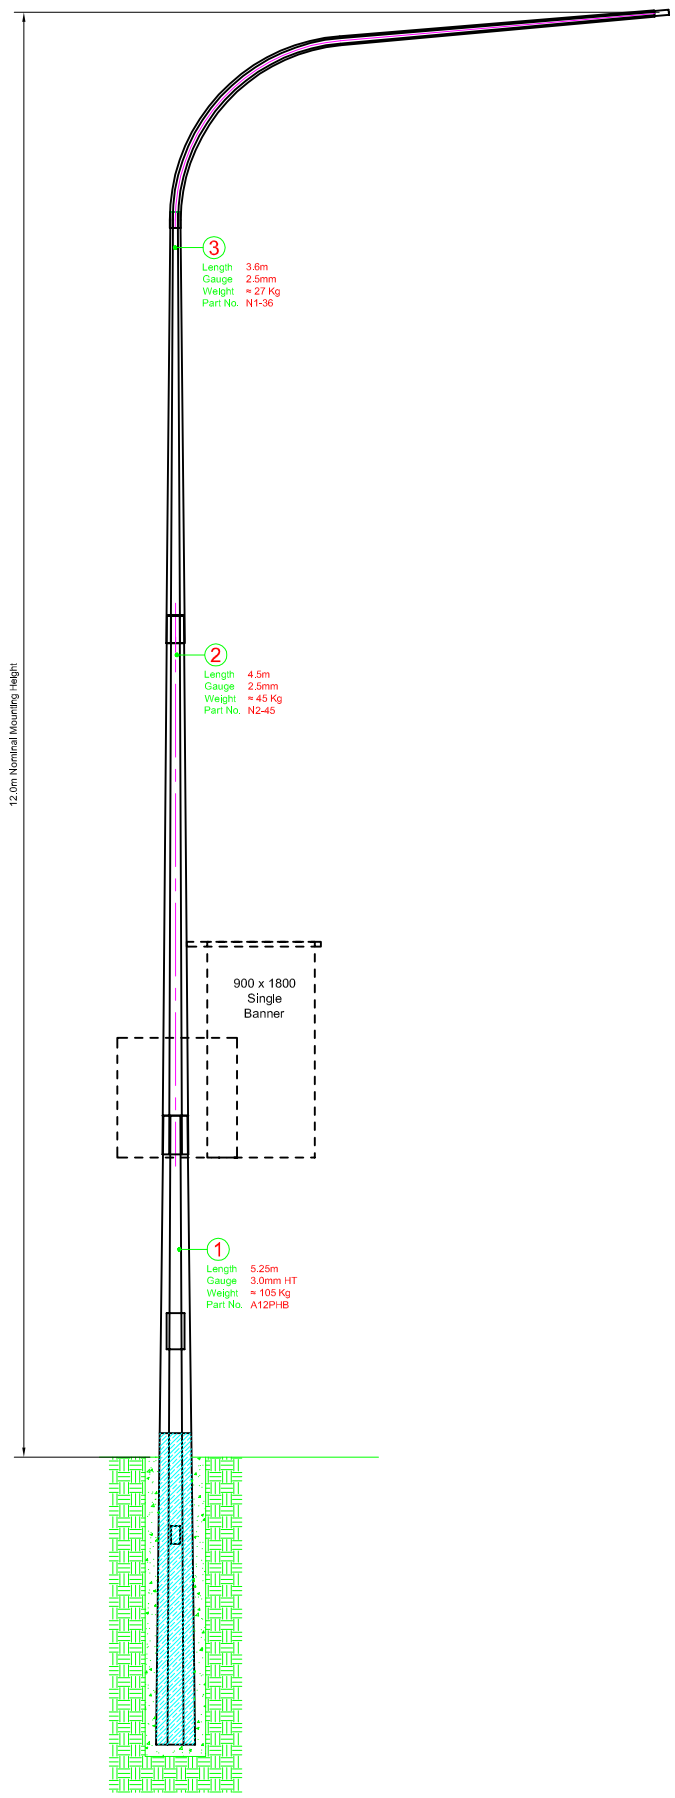 3
Length 3.6m
Gauge 2.5mm
Weight ≈ 27 Kg
Part No. N1-36
2
Length 4.5m
Gauge 2.5mm
Weight ≈ 45 Kg
Part No. N2-45
12.0m Nominal Mounting Height
900 x 1800
Single
Banner
1
Length 5.25m
Gauge 3.0mm HT
Weight ≈ 105 Kg
Part No. A12PHB